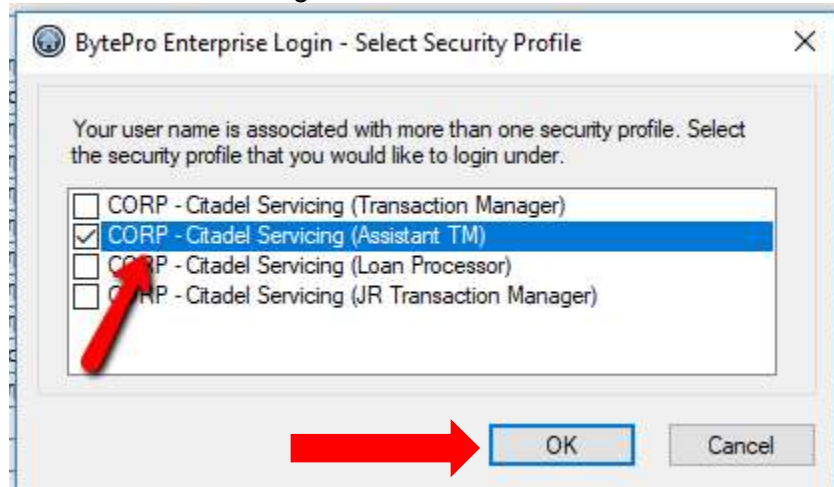 BytePro Enterprise Login - Select Security Profile
Your user name is associated with more than one security profile. Select
the security profile that you would like to login under.
CORP - Citadel Servicing (Transaction Manager)
CORP - Citadel Servicing (Assistant TM)
CORP - Citadel Servicing (Loan Processor)
CORP - Citadel Servicing (JR Transaction Manager)
OK Cancel